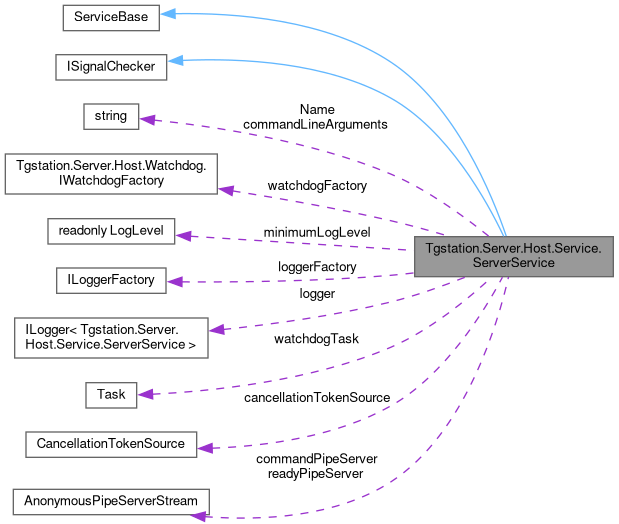 ServiceBase
ISignalChecker
string
Name
commandLineArguments
Tgstation.Server.Host.Watchdog.
IWatchdogFactory
watchdogFactory
readonly LogLevel
minimumLogLevel
Tgstation.Server.Host.Service.
ServerService
ILoggerFactory
loggerFactory
logger
ILogger< Tgstation.Server.
Host.Service.ServerService >
watchdogTask
Task
cancellationTokenSource
CancellationTokenSource
commandPipeServer
readyPipeServer
AnonymousPipeServerStream